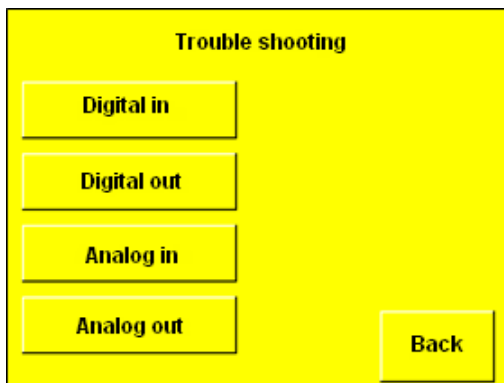 Trouble shooting
Digital in
Digital out
Analog in
Analog out
Back